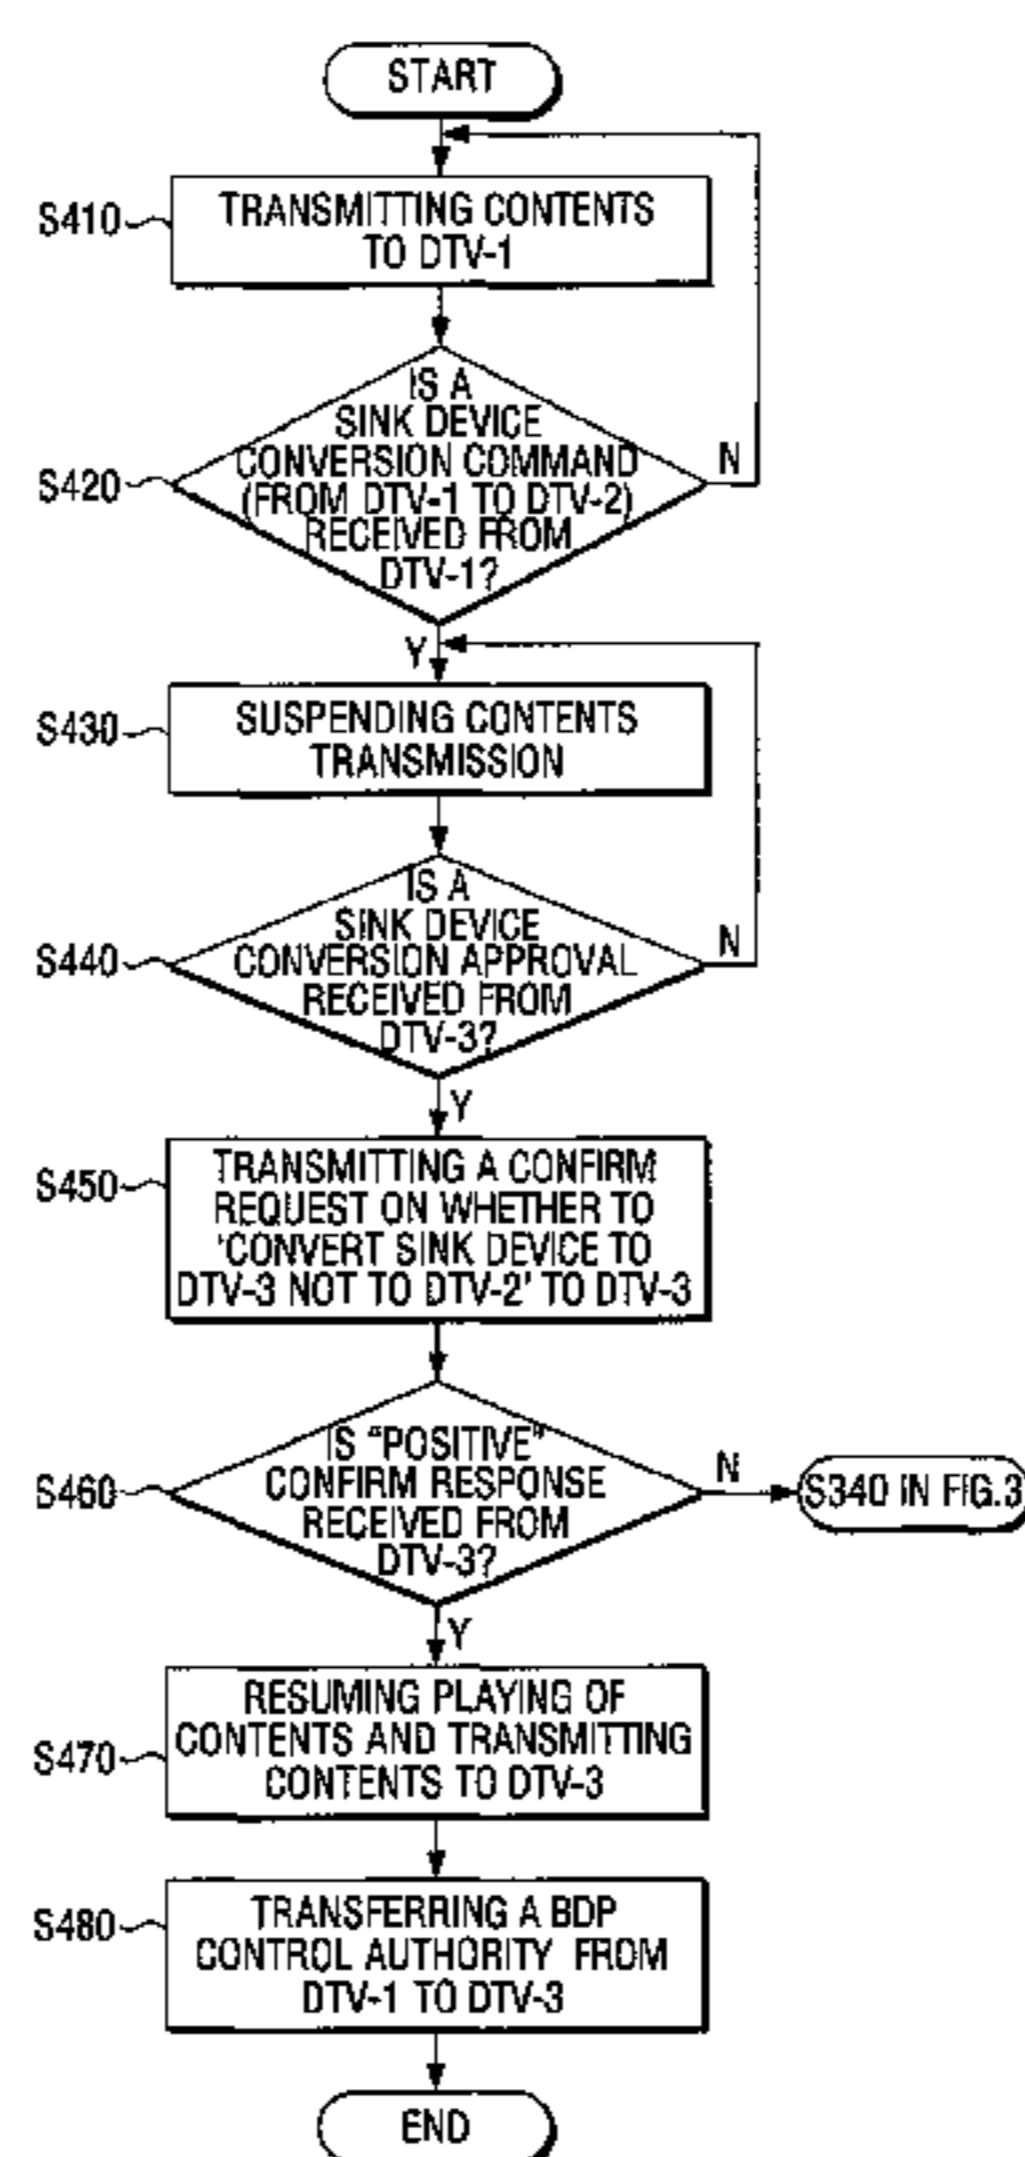 START
S410
TRANSMITTING CONTENTS
TO DTV-1
S420
IS A
SINK DEVICE
CONVERSION COMMAND
(FROM DTV-1 TO DTV-2)
RECEIVED FROM
DTV-1?
N
Y
S430
SUSPENDING CONTENTS
TRANSMISSION
S440
IS A
SINK DEVICE
CONVERSION APPROVAL
RECEIVED FROM
DTV-3?
N
Y
S450
TRANSMITTING A CONFIRM
REQUEST ON WHETHER TO
'CONVERT SINK DEVICE TO
DTV-3 NOT TO DTV-2' TO DTV-3
S460
IS "POSITIVE"
CONFIRM RESPONSE
RECEIVED FROM
DTV-3?
N
S340 IN FIG.3
Y
S470
RESUMING PLAYING OF
CONTENTS AND TRANSMITTING
CONTENTS TO DTV-3
S480
TRANSFERRING A BDP
CONTROL AUTHORITY FROM
DTV-1 TO DTV-3
END